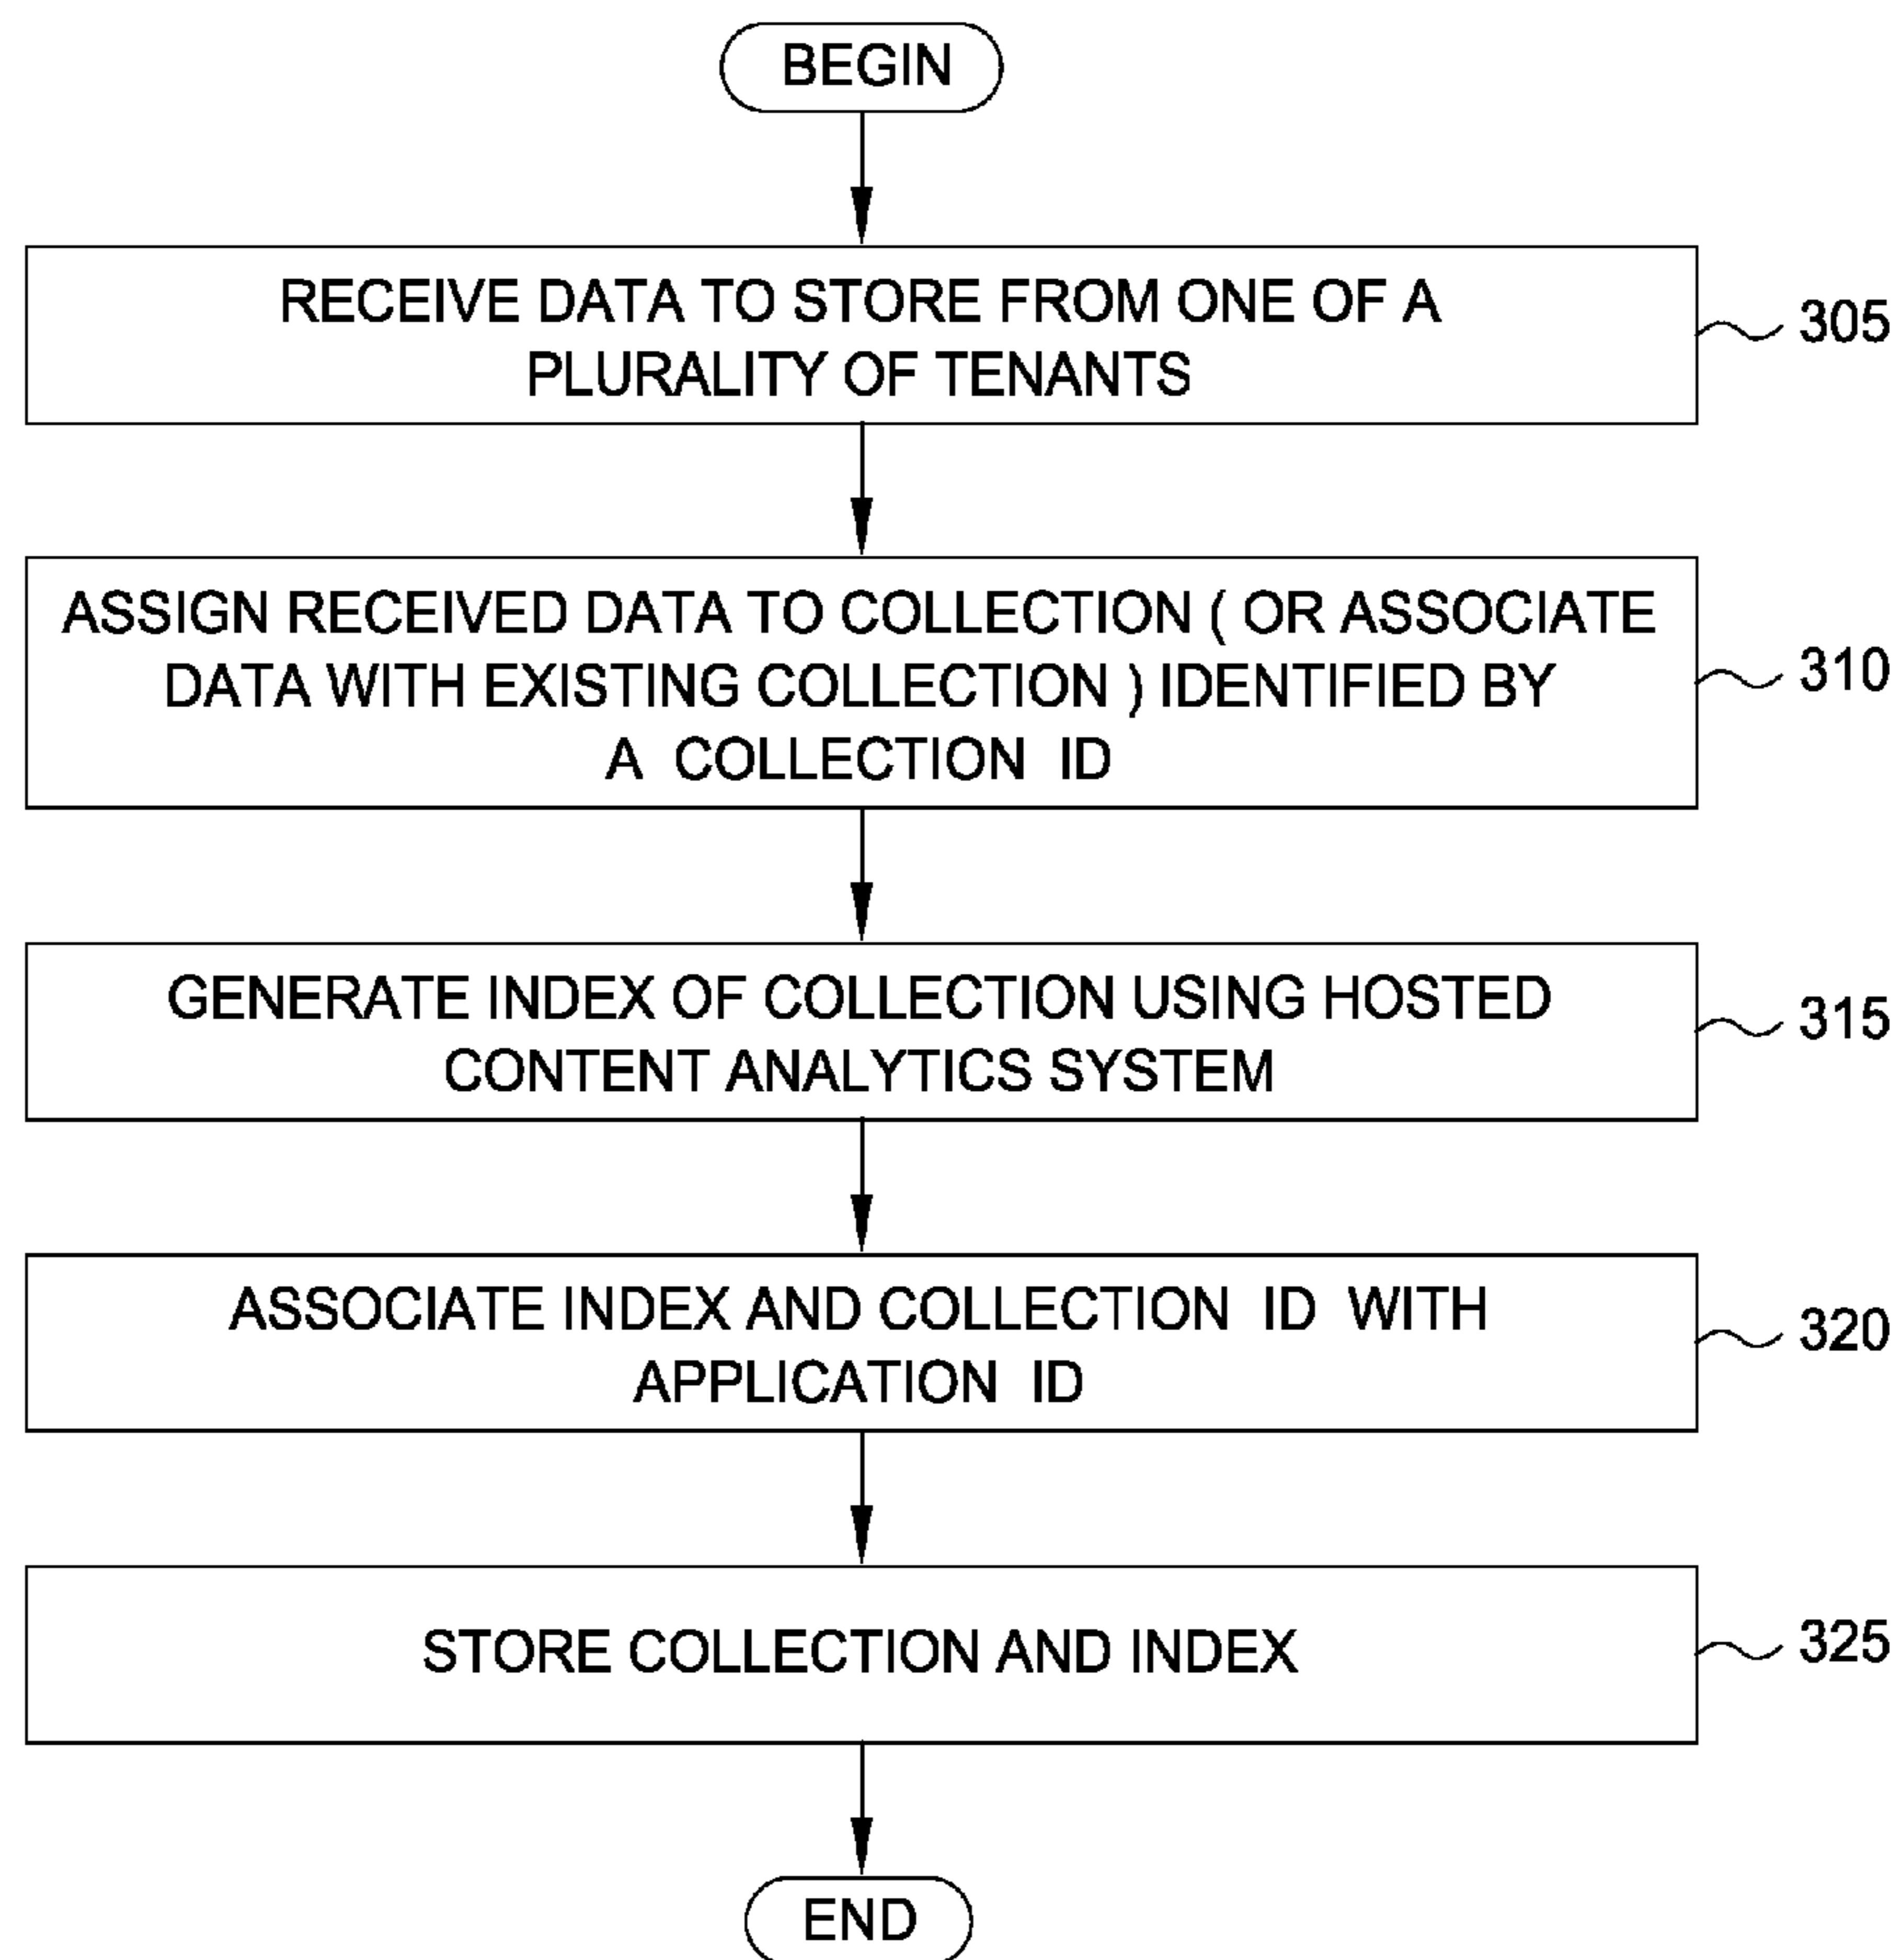 BEGIN
RECEIVE DATA TO STORE FROM ONE OF A
PLURALITY OF TENANTS
305
ASSIGN RECEIVED DATA TO COLLECTION ( OR ASSOCIATE
DATA WITH EXISTING COLLECTION ) IDENTIFIED BY
A COLLECTION ID
310
GENERATE INDEX OF COLLECTION USING HOSTED
CONTENT ANALYTICS SYSTEM
315
ASSOCIATE INDEX AND COLLECTION ID WITH
APPLICATION ID
320
STORE COLLECTION AND INDEX
325
END